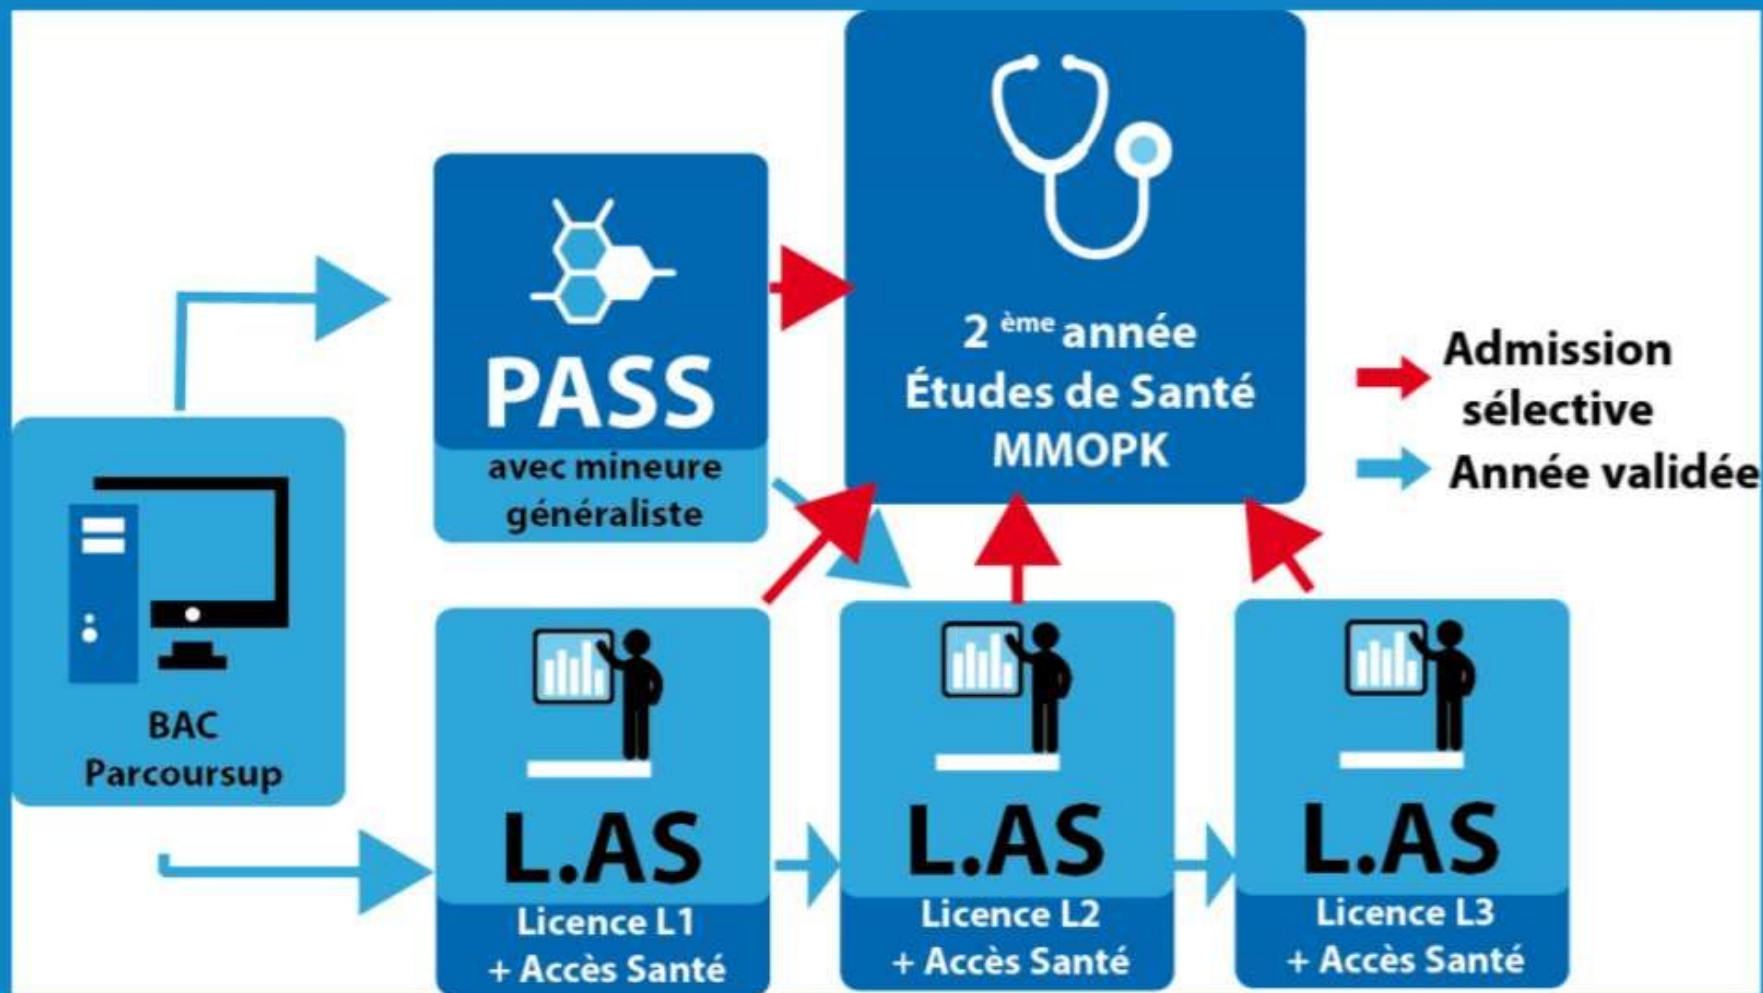 PASS
avec mineure
généraliste
2 ème année
Études de Santé
MMOPK
Admission
sélective
Année validée
BAC
Parcoursup
L.AS
Licence L1
+ Accès Santé
L.AS
Licence L2
+ Accès Santé
L.AS
Licence L3
+ Accès Santé